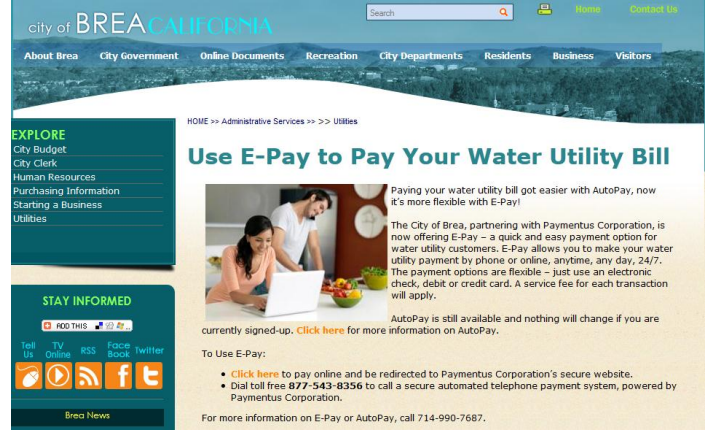 city of BREA CALIFORNIA
Search
Home
Contact Us
About Brea
City Government
Online Documents
Recreation
City Departments
Residents
Business
Visitors
HOME >> Administrative Services >> >> Utilities
EXPLORE
City Budget
City Clerk
Human Resources
Purchasing Information
Starting a Business
Utilities
Use E-Pay to Pay Your Water Utility Bill
Paying your water utility bill got easier with AutoPay, now
it's more flexible with E-Pay!
The City of Brea, partnering with Paymentus Corporation, is
now offering E-Pay – a quick and easy payment option for
water utility customers. E-Pay allows you to make your water
utility payment by phone or online, anytime, any day, 24/7.
The payment options are flexible – just use an electronic
check, debit or credit card. A service fee for each transaction
will apply.
AutoPay is still available and nothing will change if you are
currently signed-up. Click here for more information on AutoPay.
To Use E-Pay:
• Click here to pay online and be redirected to Paymentus Corporation's secure website.
• Dial toll free 877-543-8356 to call a secure automated telephone payment system, powered by
Paymentus Corporation.
For more information on E-Pay or AutoPay, call 714-990-7687.
STAY INFORMED
ADD THIS
Tell Us
TV Online
RSS
Face Book
Twitter
Brea News